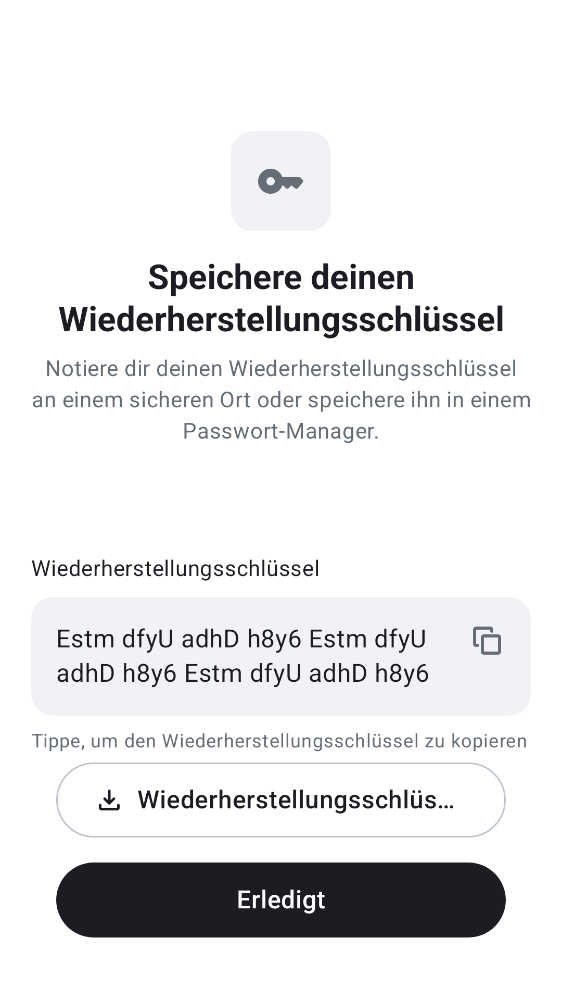 Speichere deinen
Wiederherstellungsschlüssel
Notiere dir deinen Wiederherstellungsschlüssel
an einem sicheren Ort oder speichere ihn in einem
Passwort-Manager.
Wiederherstellungsschlüssel
Estm dfyU adhD h8y6 Estm dfyU
adhD h8y6 Estm dfyU adhD h8y6
Tippe, um den Wiederherstellungsschlüssel zu kopieren
Wiederherstellungsschlüs…
Erledigt